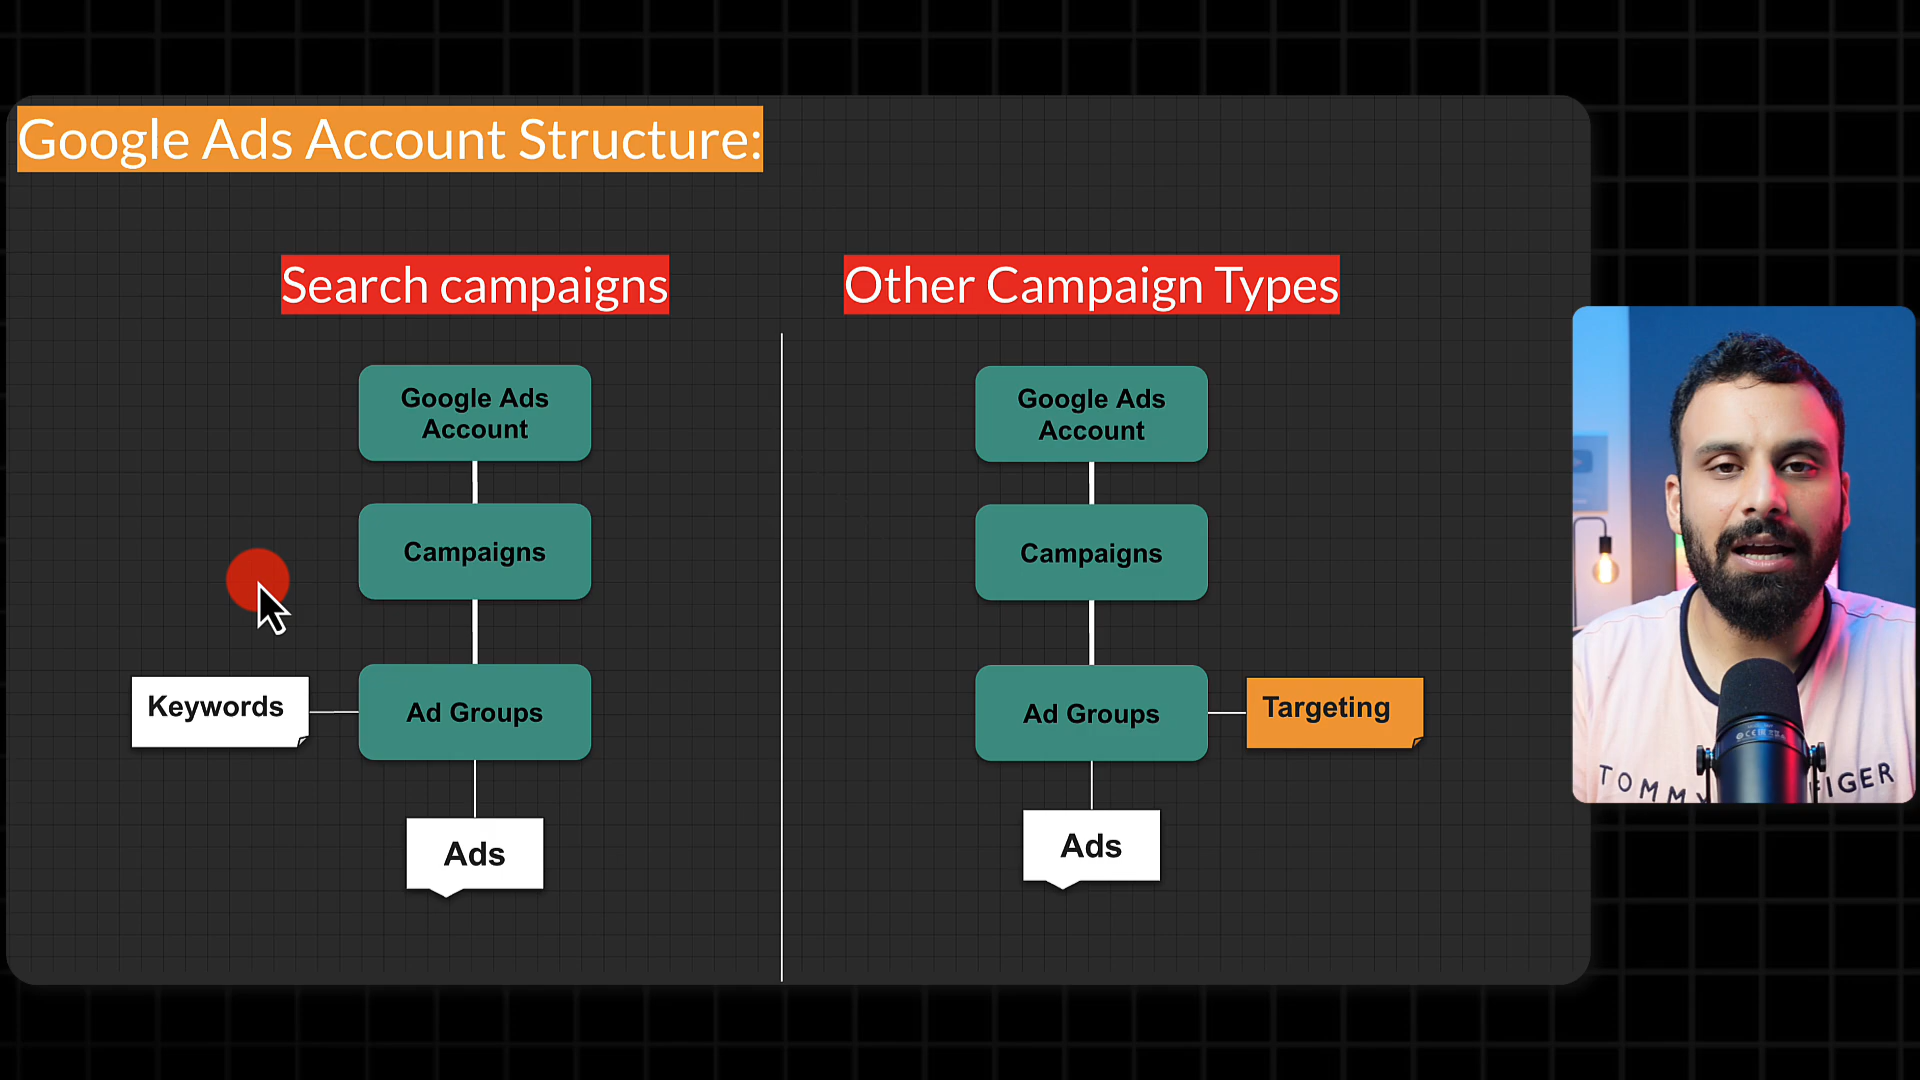 Google Ads Account Structure:
Search campaigns
Google Ads
Account
Campaigns
Keywords
Ad Groups
Ads
Other Campaign Types
Google Ads
Account
Campaigns
Ad Groups
Targeting
Ads
TOMMY FIGER